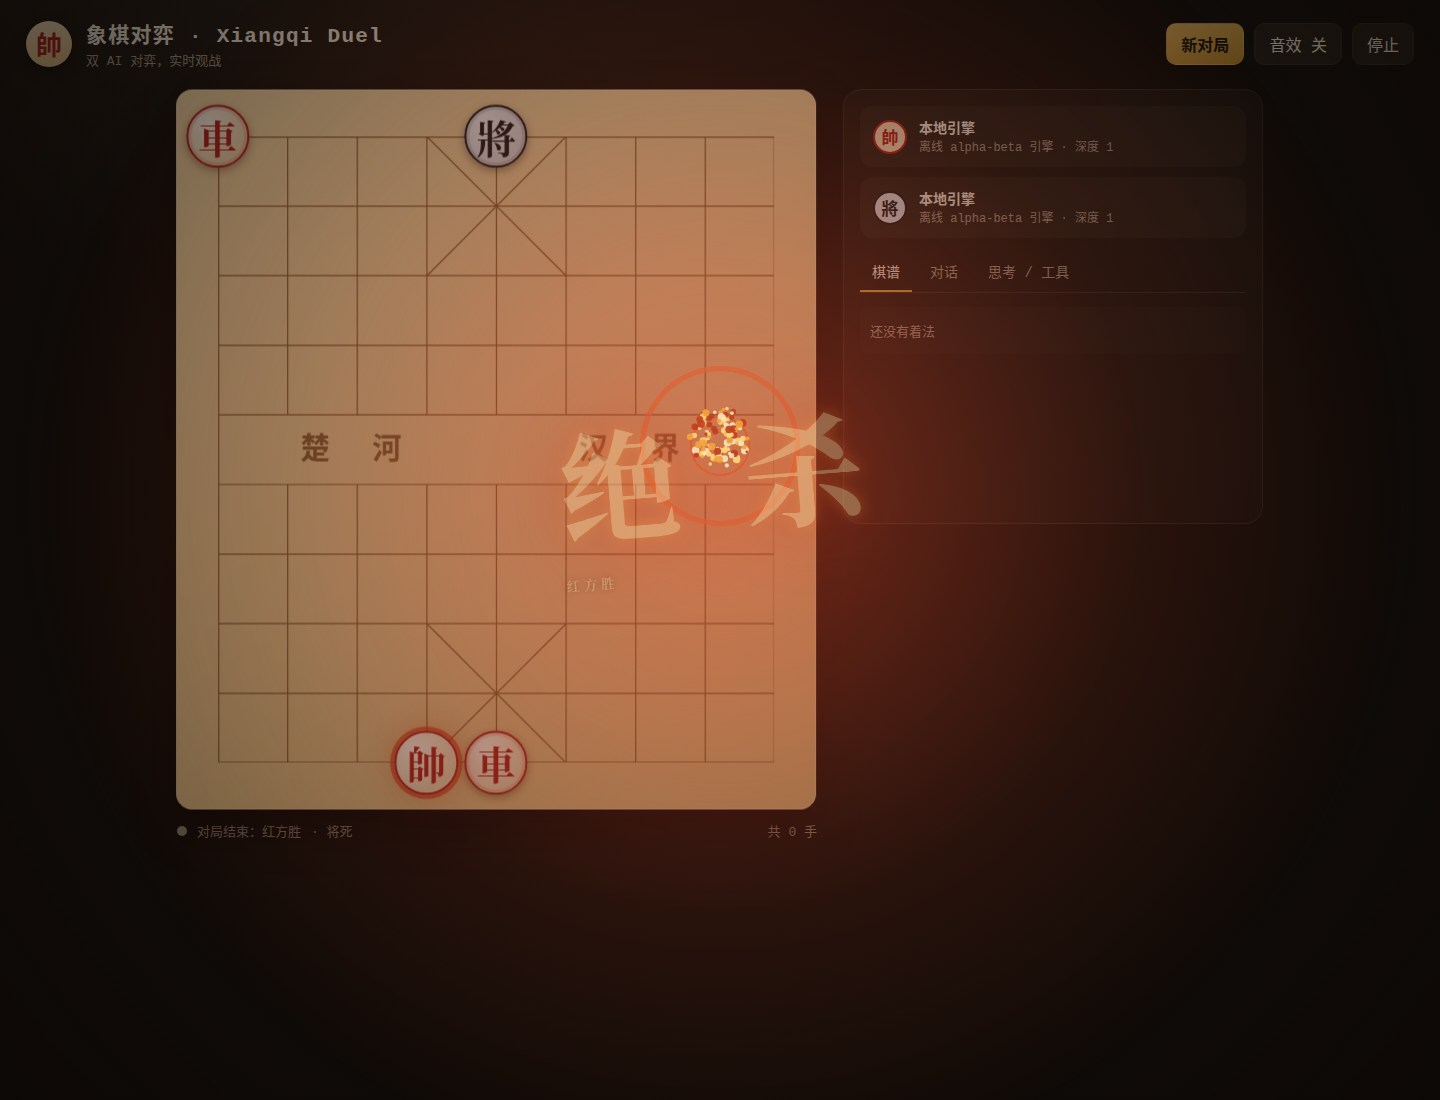 帥
象棋对弈 · Xiangqi Duel
双 AI 对弈，实时观战
新对局
音效 关
停止
車
將
楚 河
汉 界
绝 杀
红方胜
帥
車
对局结束：红方胜 · 将死
共 0 手
帥
本地引擎
离线 alpha-beta 引擎 · 深度 1
將
本地引擎
离线 alpha-beta 引擎 · 深度 1
棋谱
对话
思考 / 工具
还没有着法